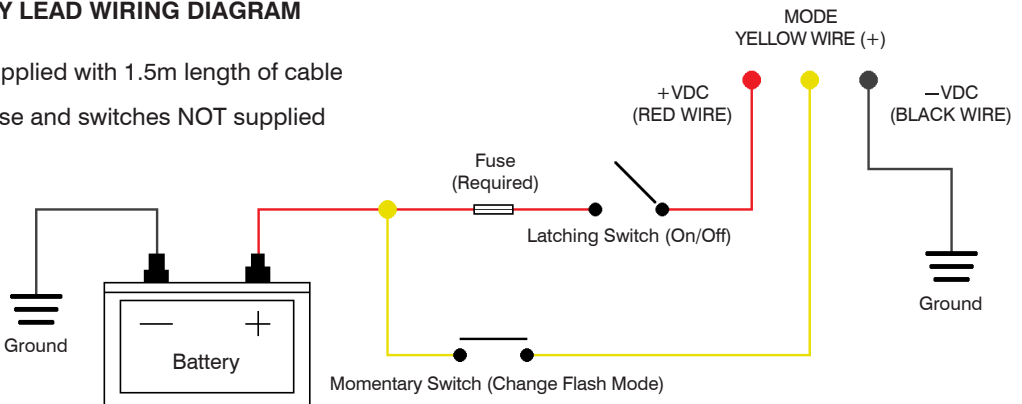 Y LEAD WIRING DIAGRAM
pplied with 1.5m length of cable
se and switches NOT supplied
MODE
YELLOW WIRE (+)
+VDC
(RED WIRE)
−VDC
(BLACK WIRE)
Fuse
(Required)
Latching Switch (On/Off)
Ground
Ground
— +
Battery
Momentary Switch (Change Flash Mode)